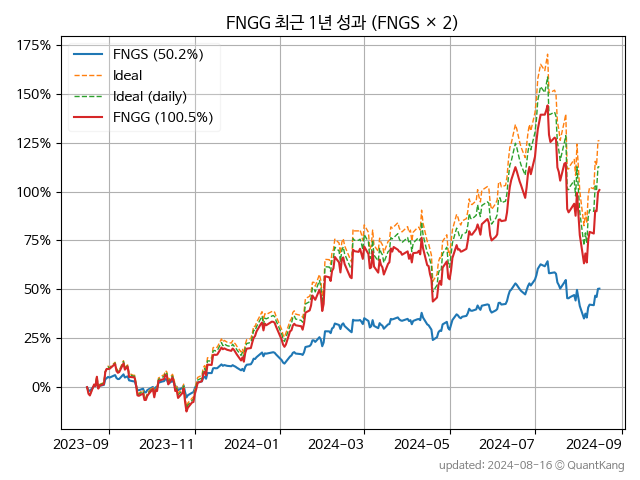 FNGG 최근 1년 성과 (FNGS × 2)
175%
150%
125%
100%
75%
50%
25%
0%
FNGS (50.2%)
Ideal
Ideal (daily)
FNGG (100.5%)
2023-09
2023-11
2024-01
2024-03
2024-05
2024-07
2024-09
updated: 2024-08-16 © QuantKang